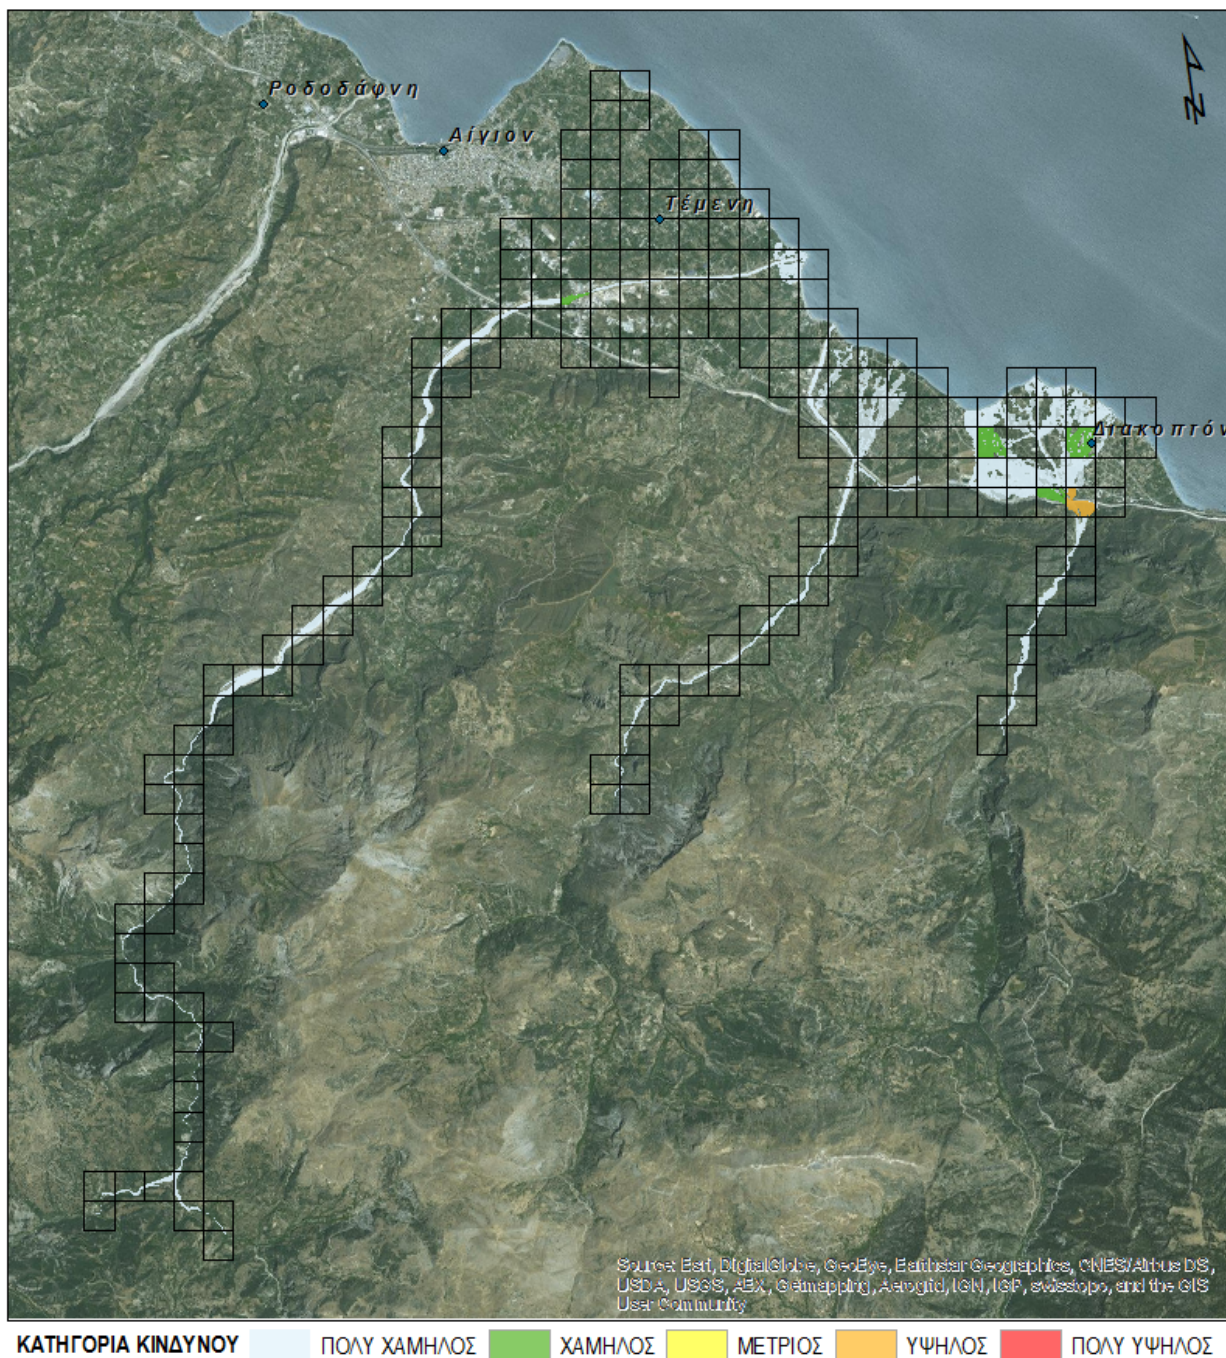 Ροδοδάφνη
Αίγιον
Τέμενη
Διακοπτόν
Source: Esri, DigitalGlobe, GeoEye, Earthstar Geographics, CNES/Airbus DS,
USDA, USGS, AEX, Getmapping, Aerogrid, IGN, IGP, swisstopo, and the GIS
User Community
ΚΑΤΗΓΟΡΙΑ ΚΙΝΔΥΝΟΥ ΠΟΛΥ ΧΑΜΗΛΟΣ ΧΑΜΗΛΟΣ ΜΕΤΡΙΟΣ ΥΨΗΛΟΣ ΠΟΛΥ ΥΨΗΛΟΣ